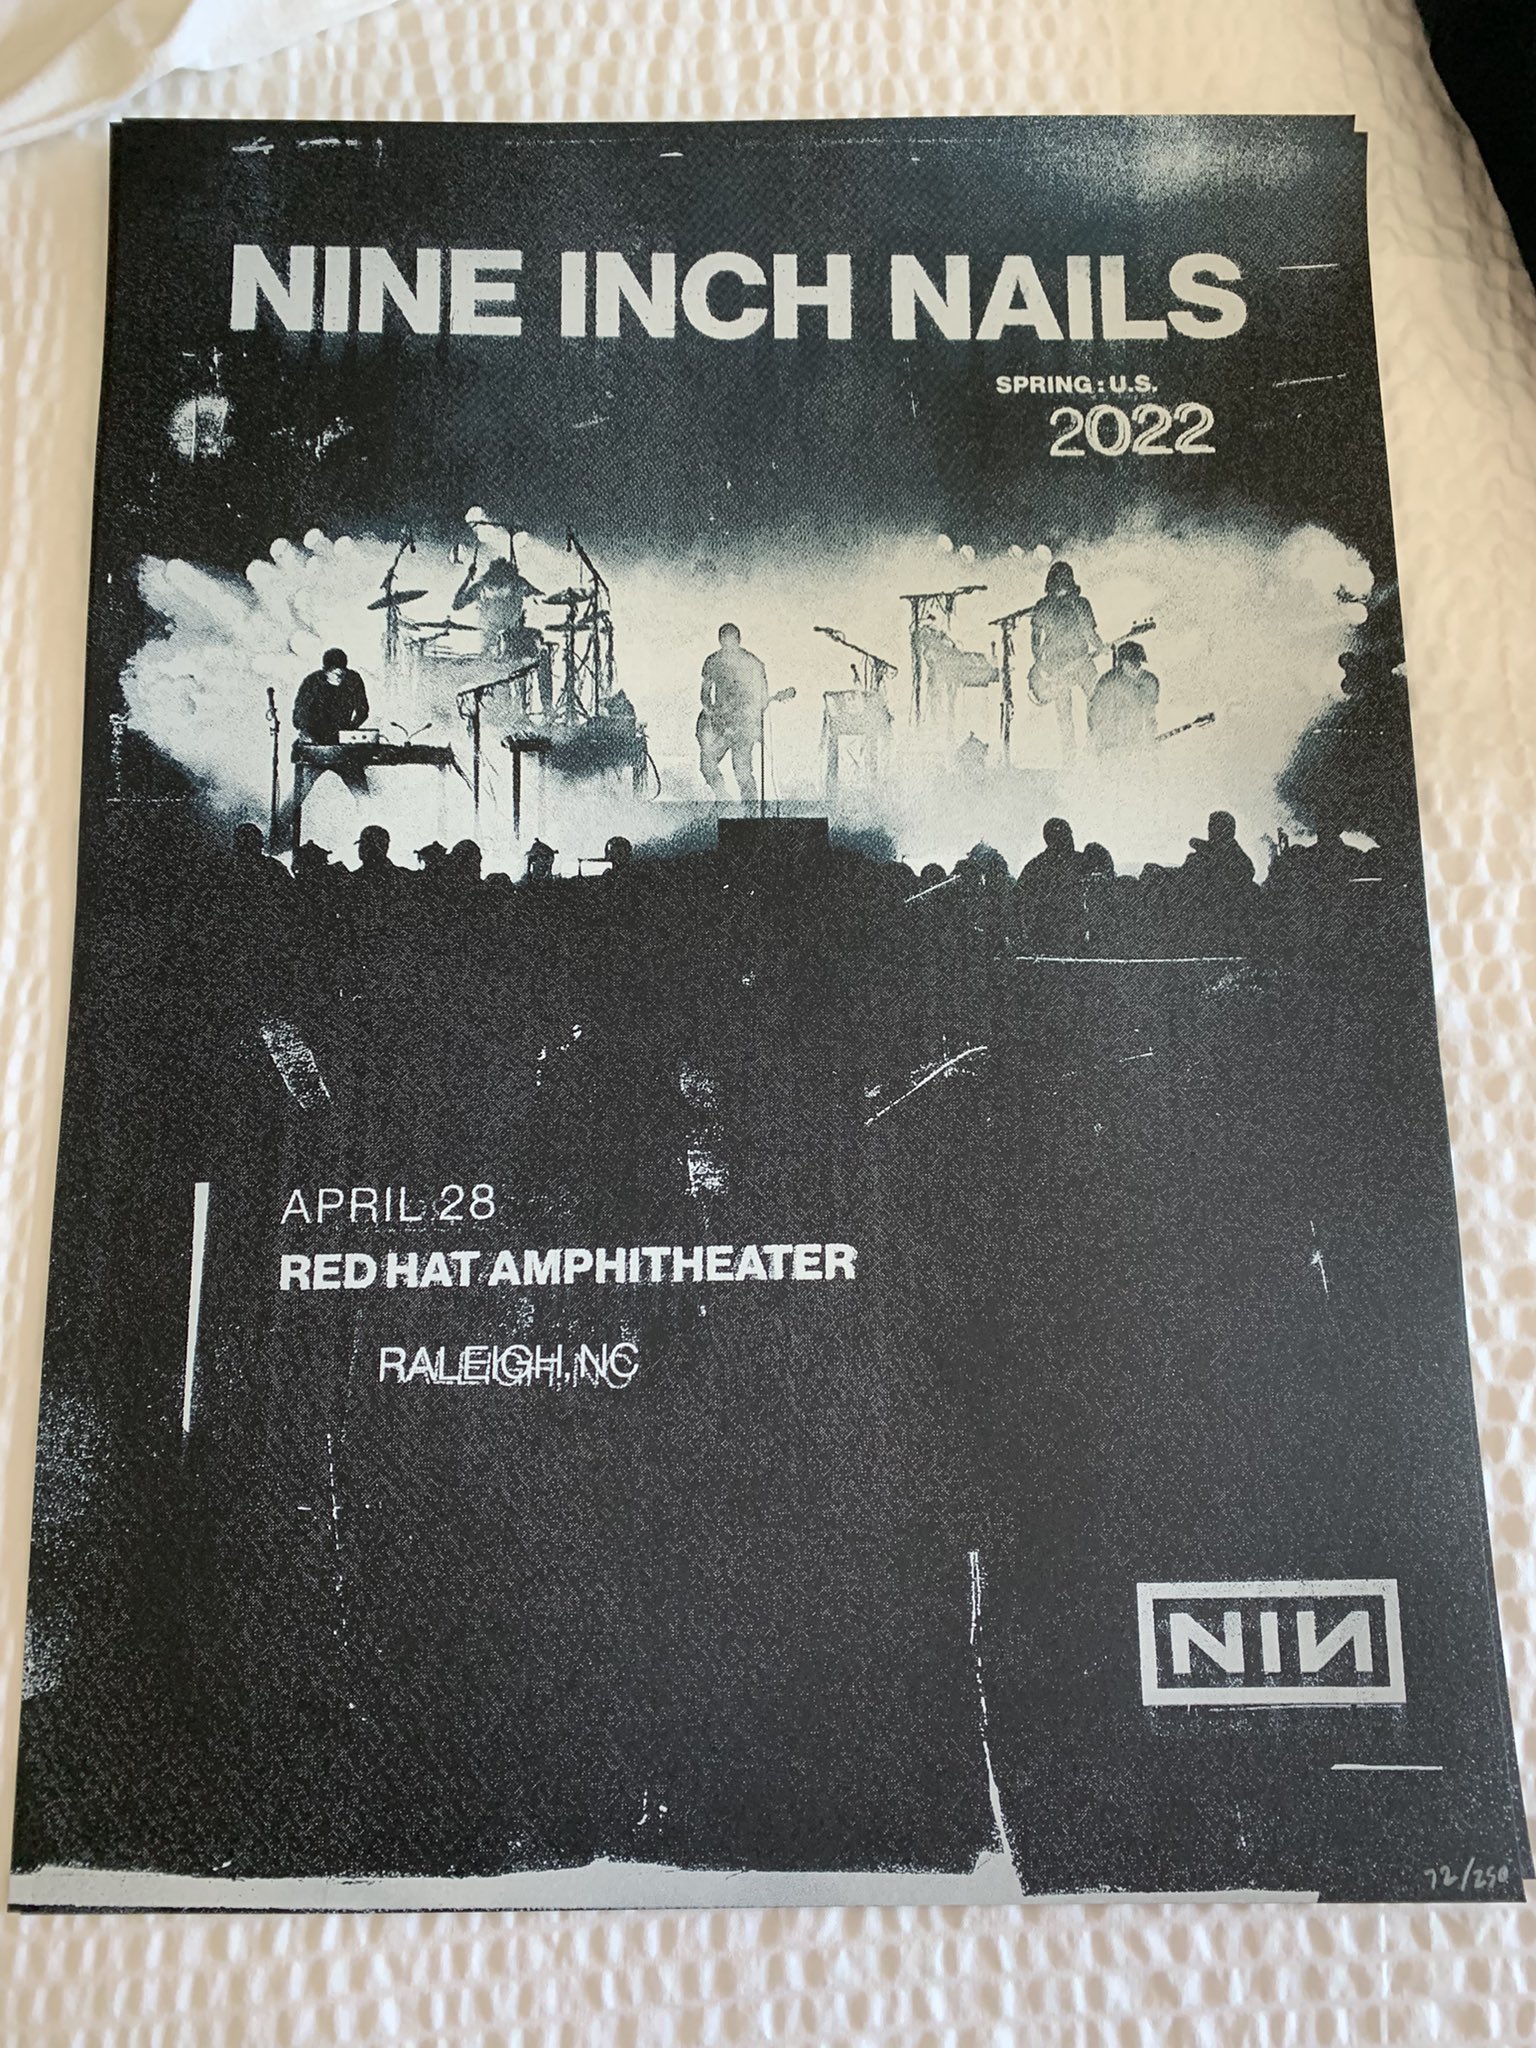 NINE INCH NAILS
SPRING : U.S.
2022
APRIL 28
RED HAT AMPHITHEATER
RALEIGH, NC
NIN
72/250